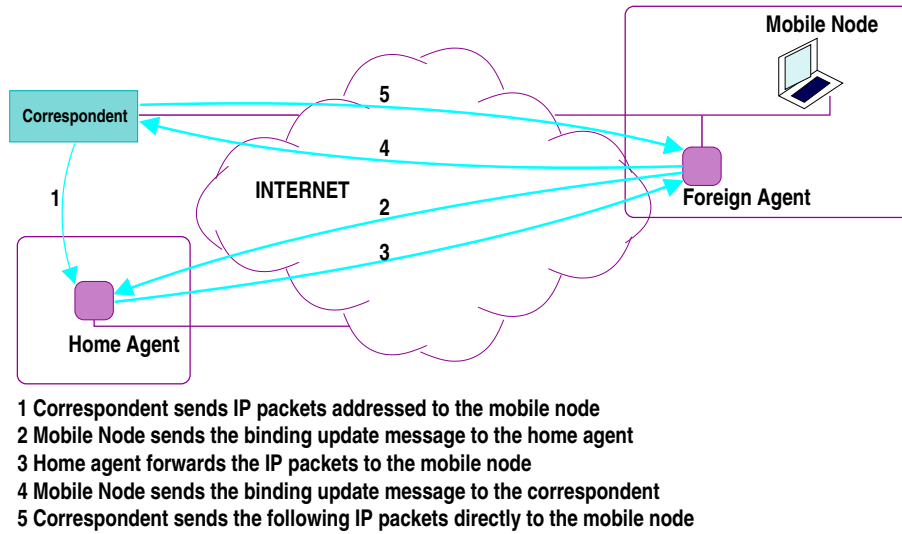 Mobile Node
5
Correspondent
4
INTERNET
1
2
Foreign Agent
3
Home Agent
1 Correspondent sends IP packets addressed to the mobile node
2 Mobile Node sends the binding update message to the home agent
3 Home agent forwards the IP packets to the mobile node
4 Mobile Node sends the binding update message to the correspondent
5 Correspondent sends the following IP packets directly to the mobile node